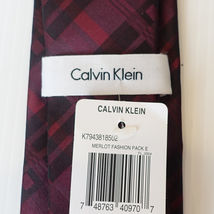 Calvin Klein
CALVIN KLEIN
K7943818502
MERLOT FASHION PACK E
7 48763 40970 7